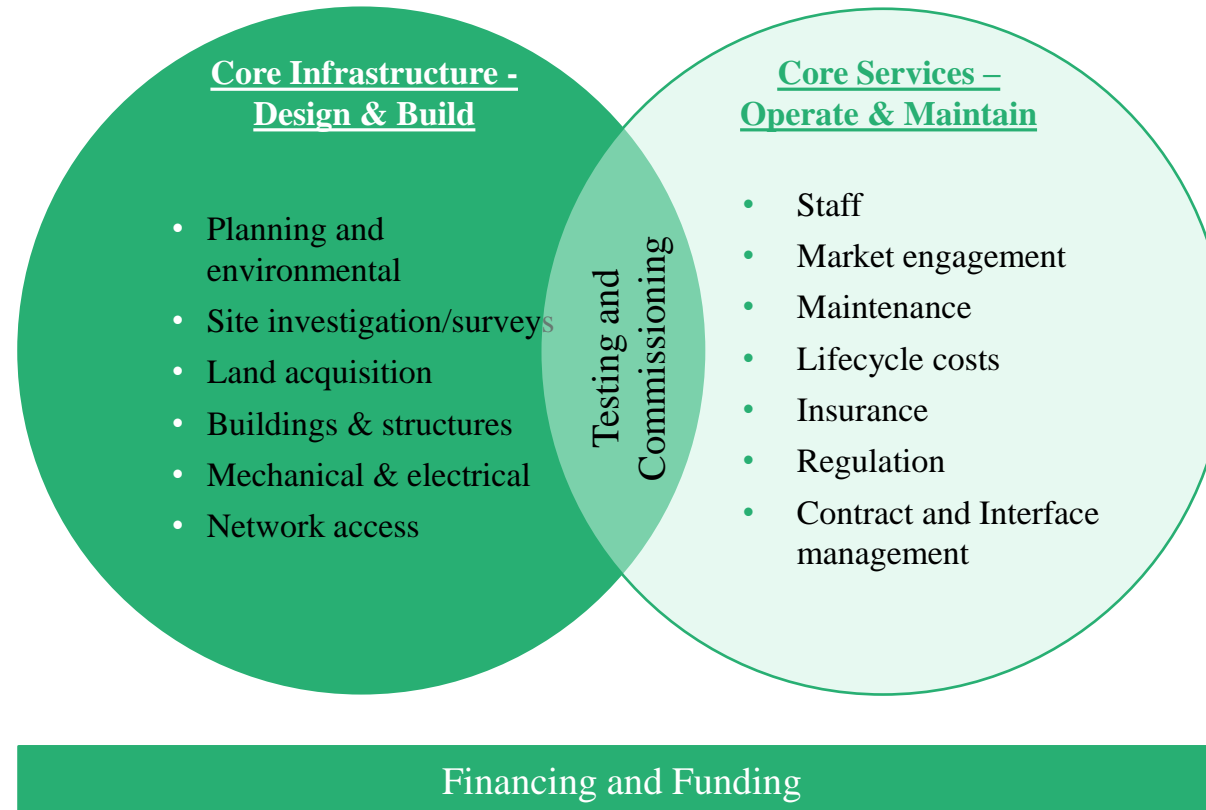 Core Infrastructure -
Design & Build
• Planning and
environmental
• Site investigation/surveys
• Land acquisition
• Buildings & structures
• Mechanical & electrical
• Network access
Testing and
Commissioning
Core Services –
Operate & Maintain
• Staff
• Market engagement
• Maintenance
• Lifecycle costs
• Insurance
• Regulation
• Contract and Interface
management
Financing and Funding